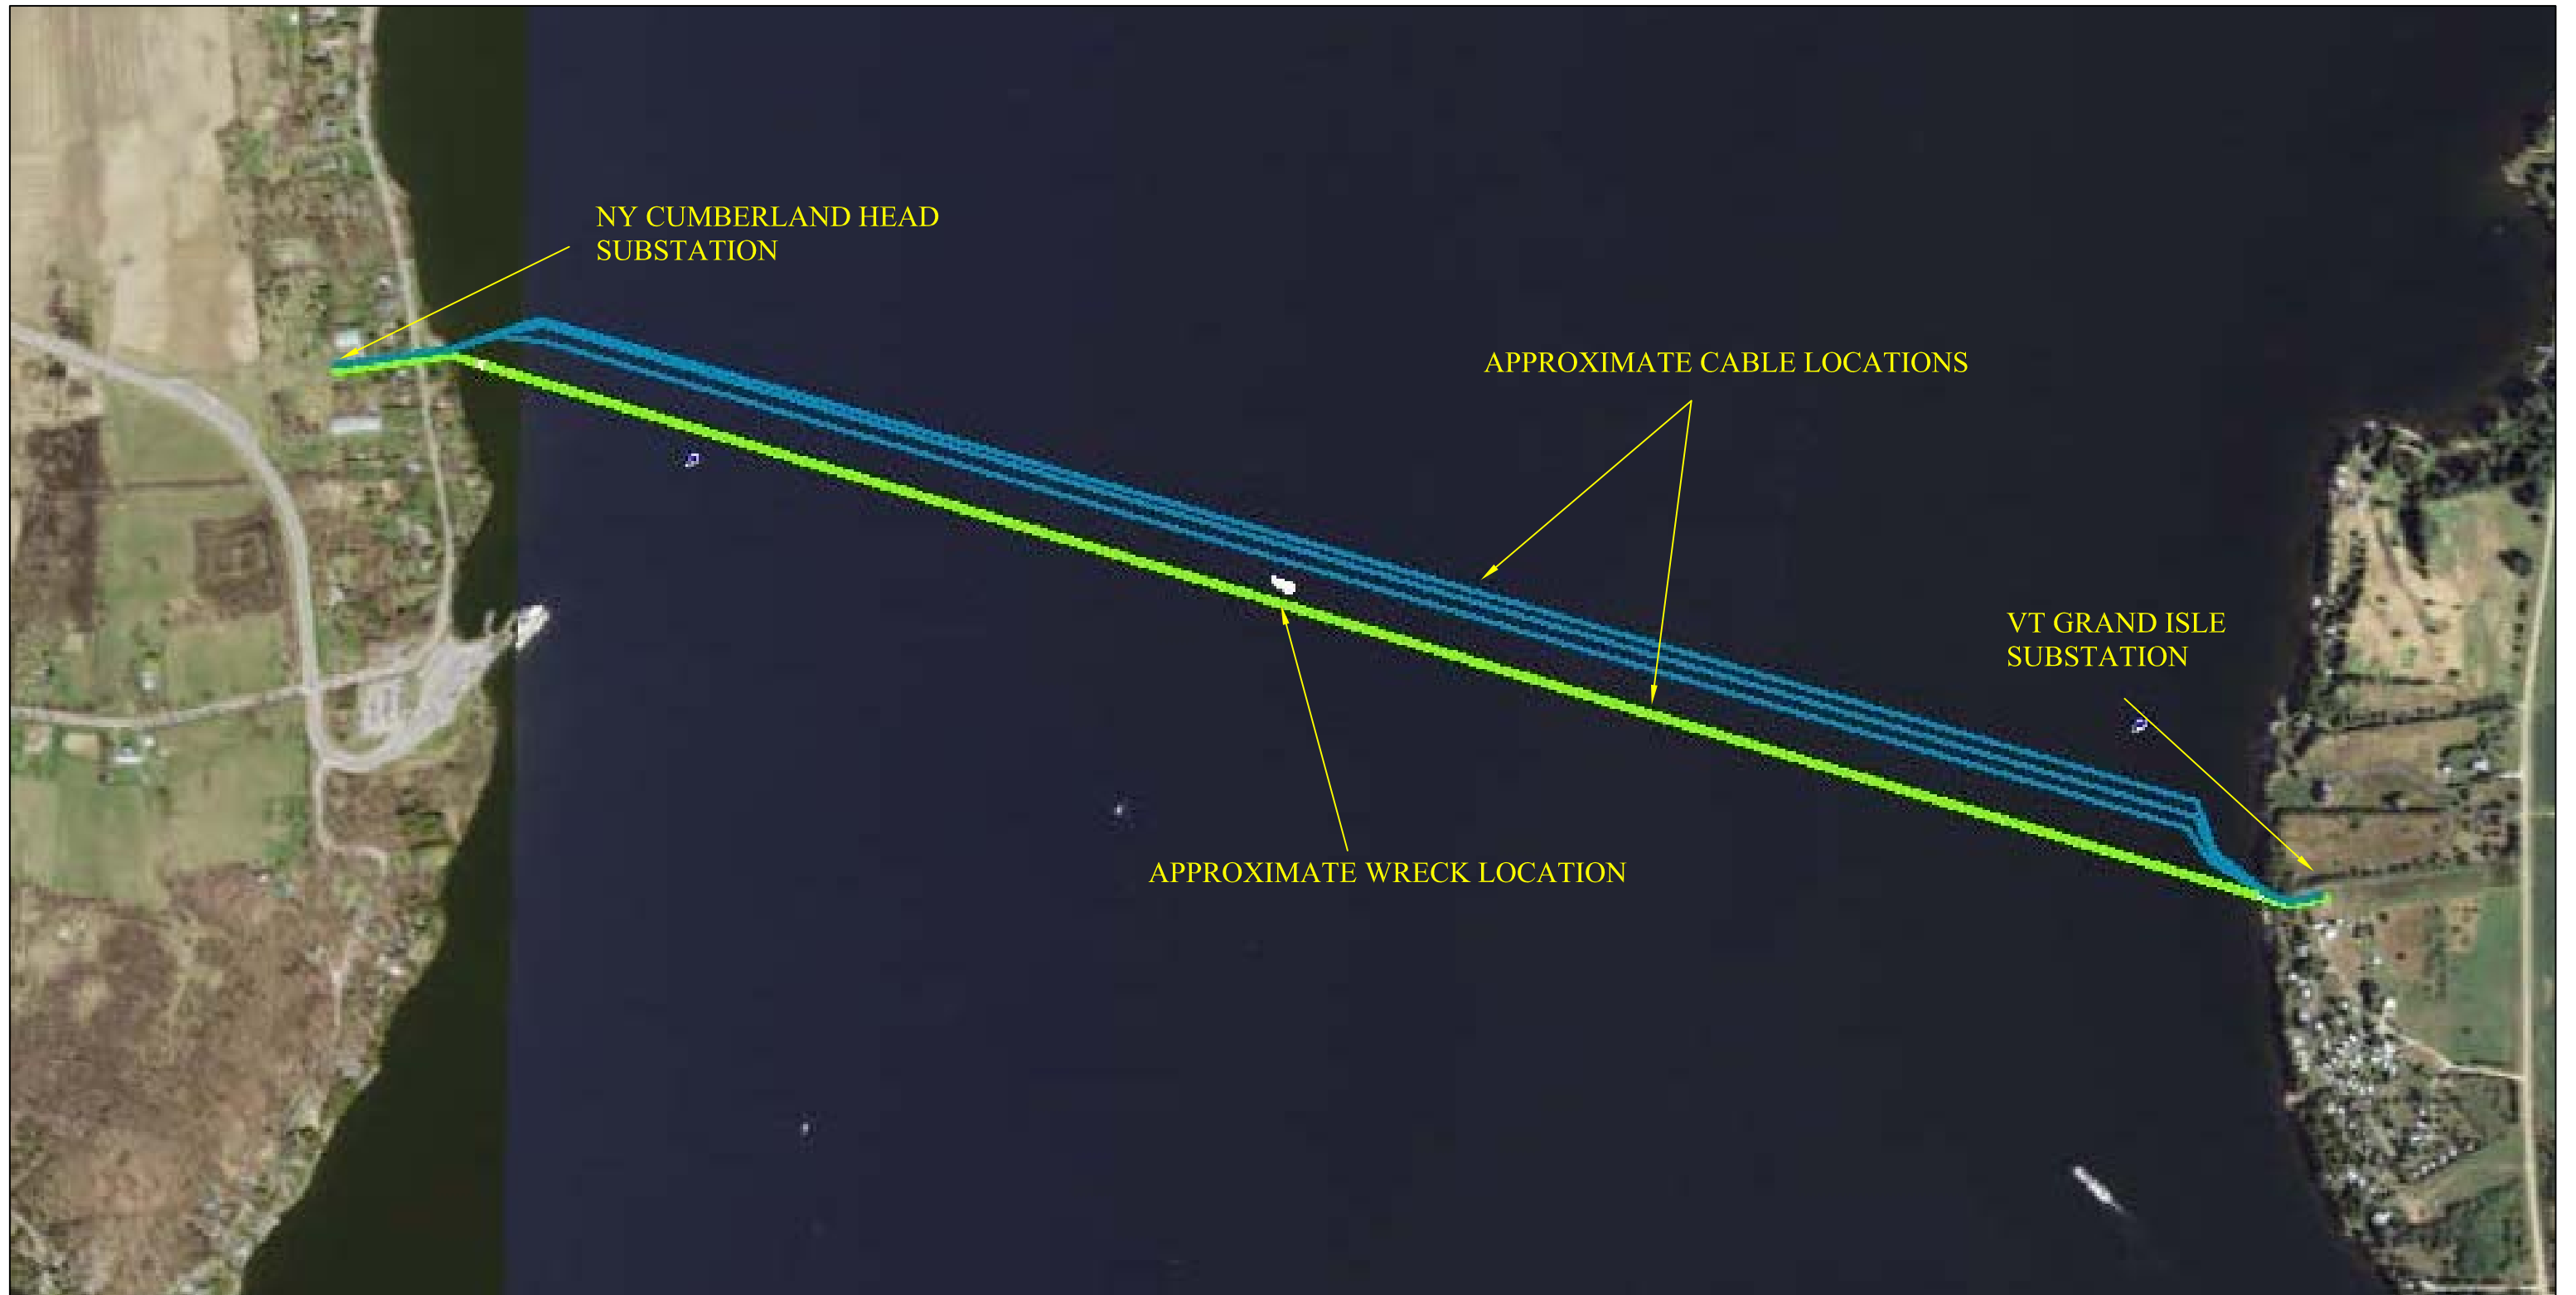 NY CUMBERLAND HEAD
SUBSTATION
APPROXIMATE CABLE LOCATIONS
VT GRAND ISLE
SUBSTATION
APPROXIMATE WRECK LOCATION